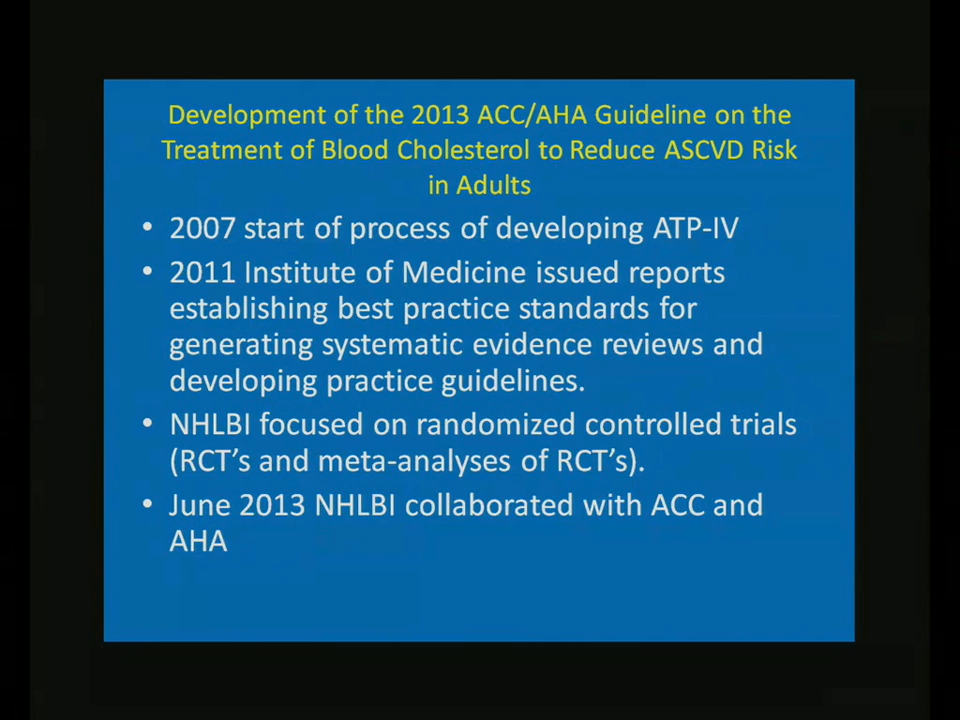 Development of the 2013 ACC/AHA Guideline on the
Treatment of Blood Cholesterol to Reduce ASCVD Risk
in Adults
• 2007 start of process of developing ATP-IV
• 2011 Institute of Medicine issued reports
establishing best practice standards for
generating systematic evidence reviews and
developing practice guidelines.
• NHLBI focused on randomized controlled trials
(RCT’s and meta-analyses of RCT’s).
• June 2013 NHLBI collaborated with ACC and
AHA